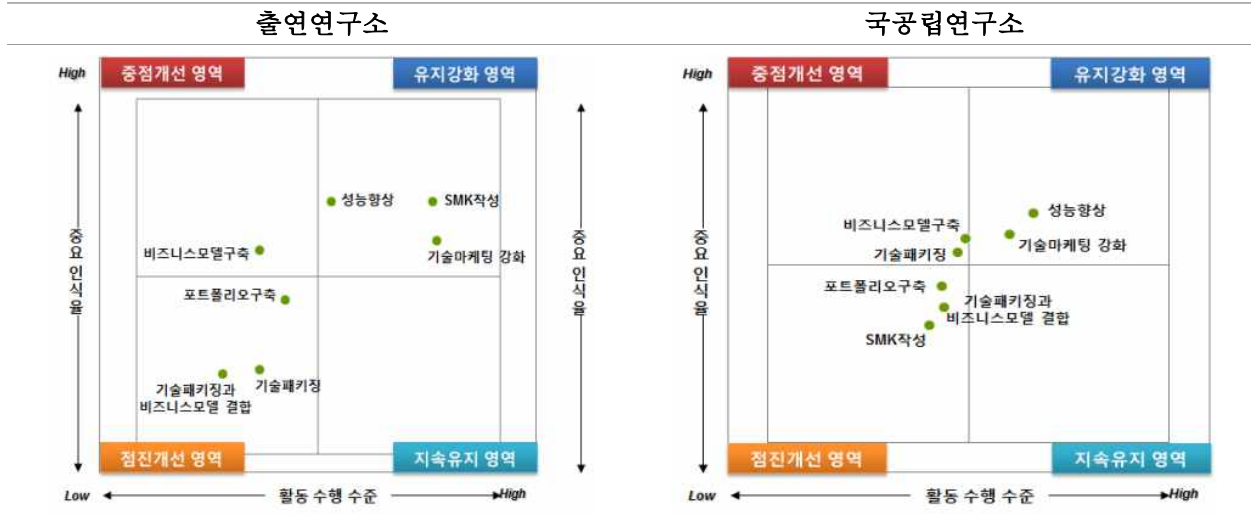 출연연구소
국공립연구소
High
중점개선 영역
유지강화 영역
성능향상
SMK작성
기술마케팅 강화
비즈니스모델구축
포트폴리오구축
기술패키징
기술패키징과
비즈니스모델 결합
중요 인식율
점진개선 영역
지속유지 영역
Low
활동 수행 수준
High
중요 인식율
High
중점개선 영역
유지강화 영역
성능향상
기술마케팅 강화
비즈니스모델구축
기술패키징
포트폴리오구축
기술패키징과
비즈니스모델 결합
SMK작성
중요 인식율
점진개선 영역
지속유지 영역
Low
활동 수행 수준
High